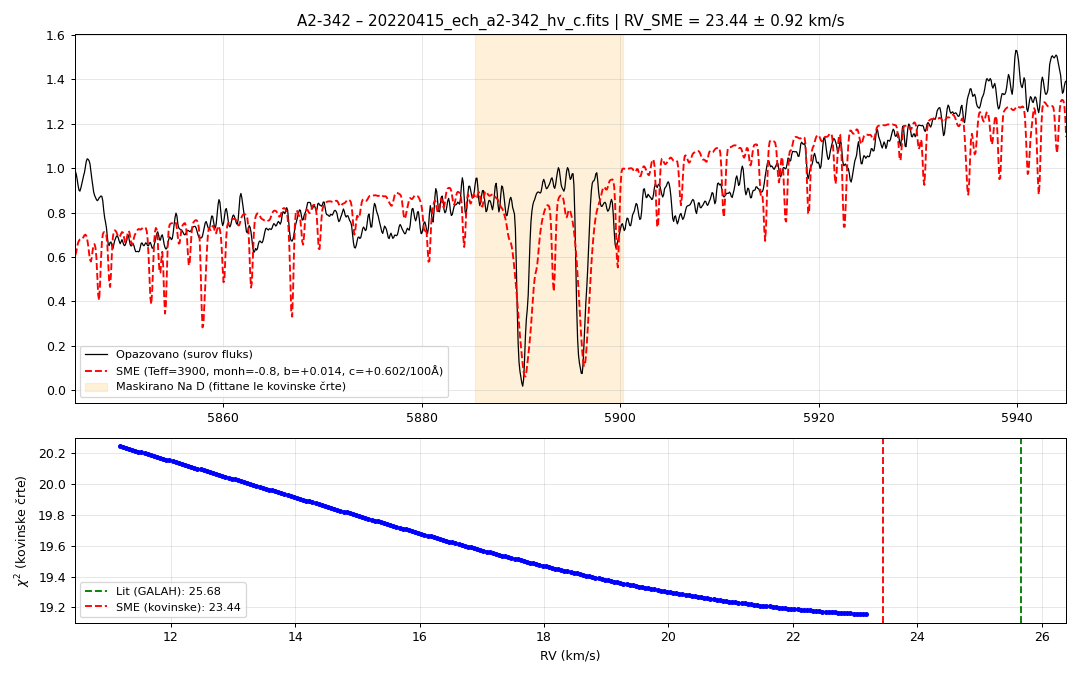 A2-342 – 20220415_ech_a2-342_hv_c.fits | RV_SME = 23.44 ± 0.92 km/s
1.6
1.4
1.2
1.0
0.8
0.6
0.4
0.2
0.0
Opazovano (surov fluks)
SME (Teff=3900, monh=-0.8, b=+0.014, c=+0.602/100Å)
Maskirano Na D (fittane le kovinske črte)
5860 5880 5900 5920 5940
χ² (kovinske črte)
20.2
20.0
19.8
19.6
19.4
19.2
Lit (GALAH): 25.68
SME (kovinske): 23.44
12 14 16 18 20 22 24 26
RV (km/s)